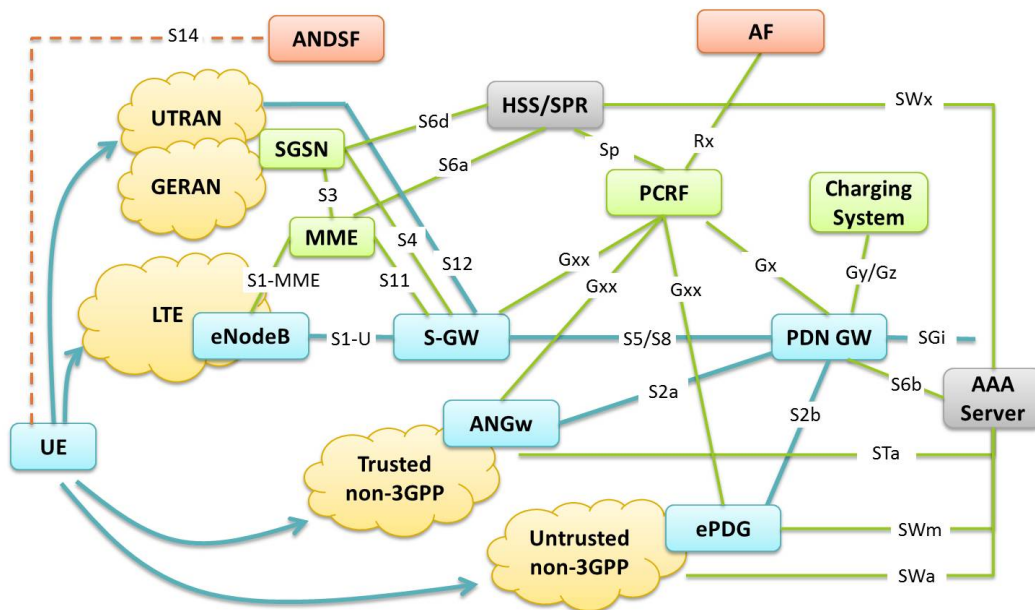 S14
ANDSF
AF
UTRAN
S6d
HSS/SPR
SWx
SGSN
S6a
Sp
Rx
GERAN
S3
PCRF
Charging
System
MME
S4
S12
Gxx
Gx
S1-MME
S11
Gxx
Gxx
Gy/Gz
LTE
eNodeB
S1-U
S-GW
S5/S8
PDN GW
SGi
S2a
S6b
AAA
Server
UE
ANGw
S2b
Trusted
non-3GPP
STa
ePDG
SWm
Untrusted
non-3GPP
SWa